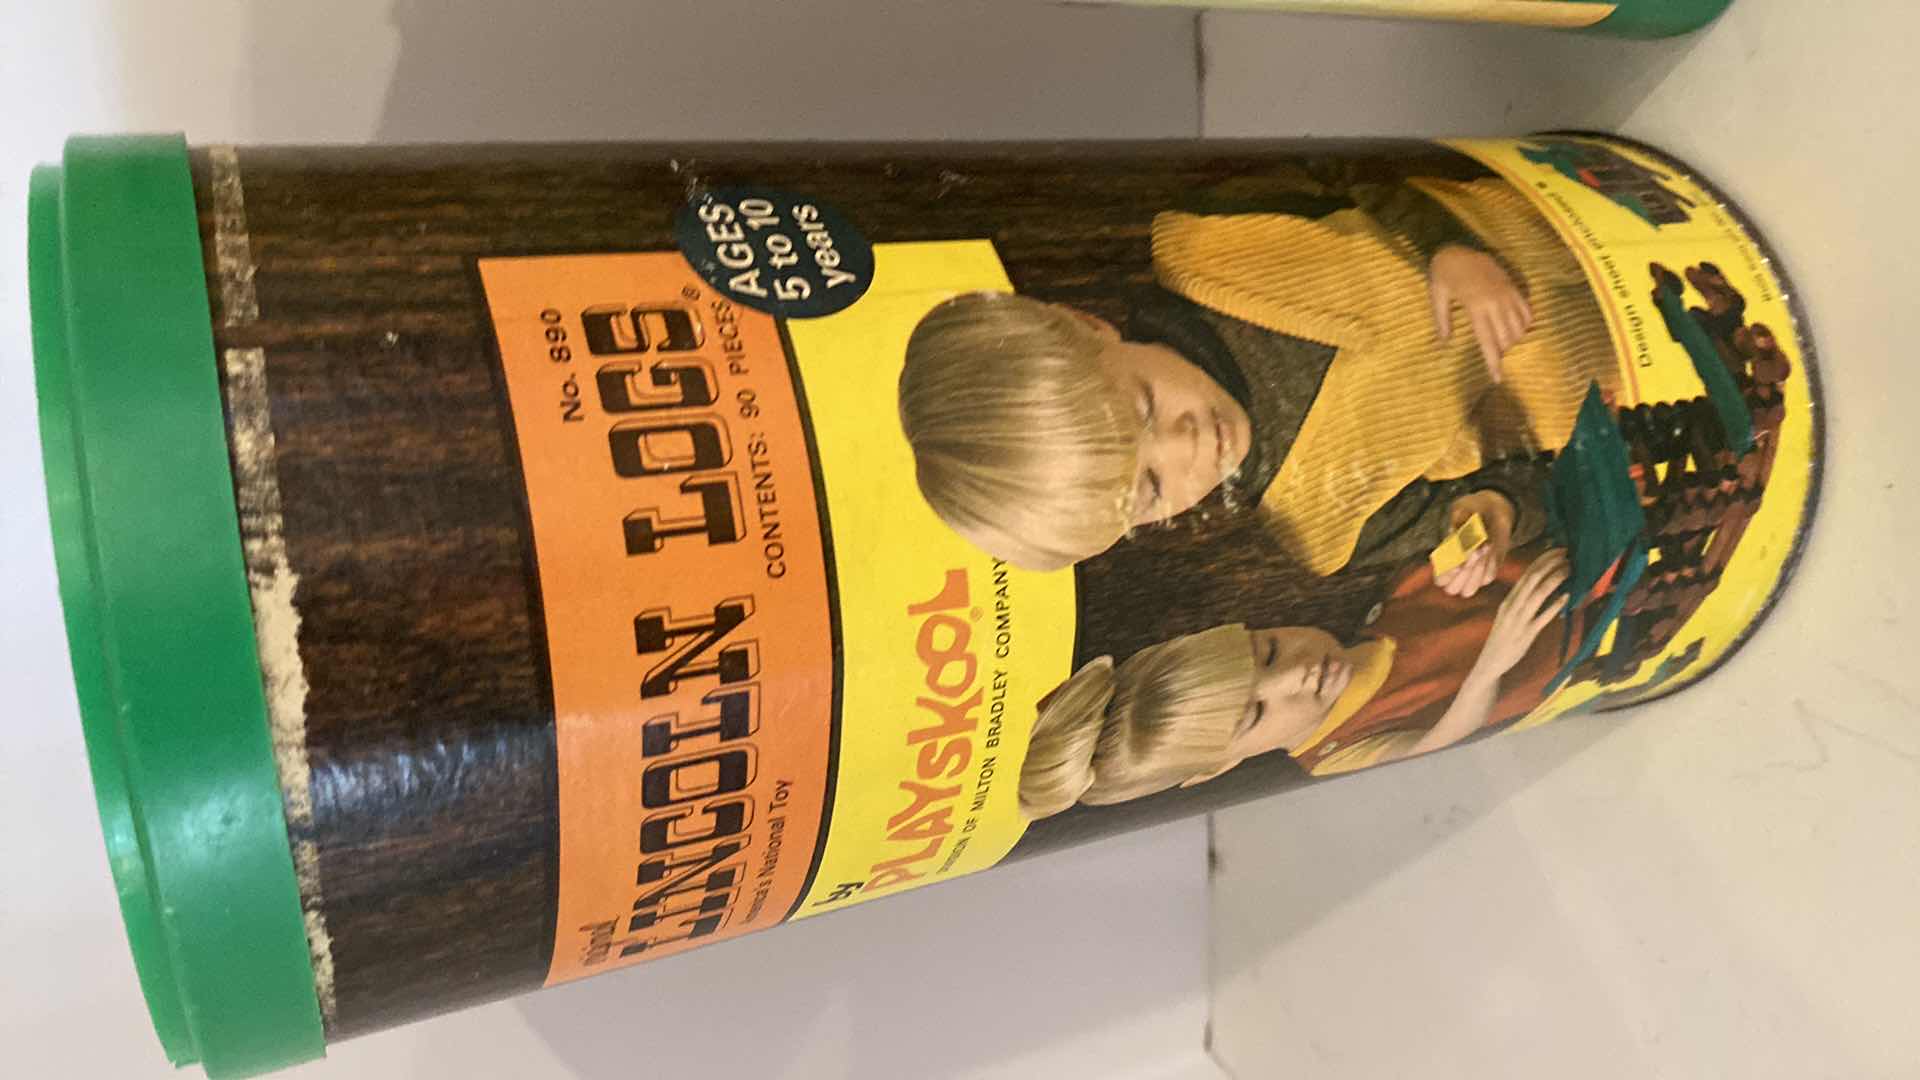 No. 890
LINCOLN LOGS®
America's National Toy
CONTENTS: 90 PIECES
AGES
5 to 10
years
by PLAYSKOOL®
DIVISION OF MILTON BRADLEY COMPANY
Design sheet enclosed